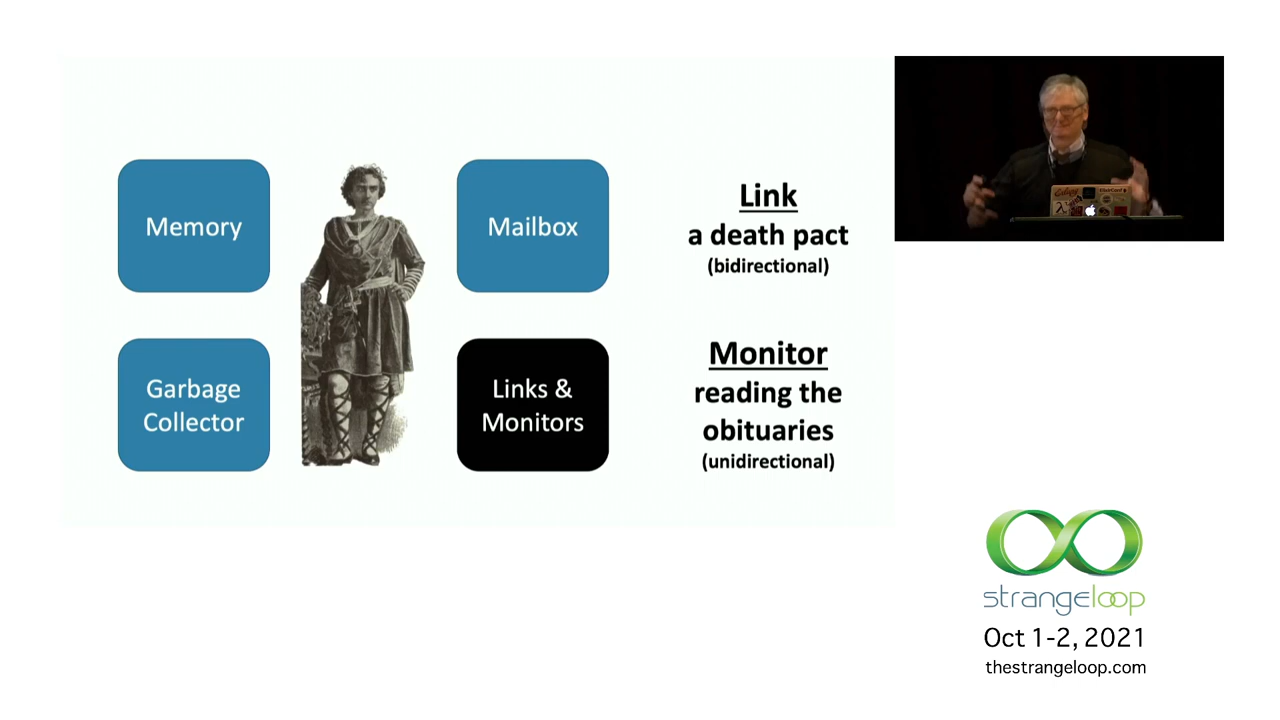 Memory
Mailbox
Garbage
Collector
Links &
Monitors
Link
a death pact
(bidirectional)
Monitor
reading the
obituaries
(unidirectional)
strangeloop
Oct 1-2, 2021
thestrangeloop.com